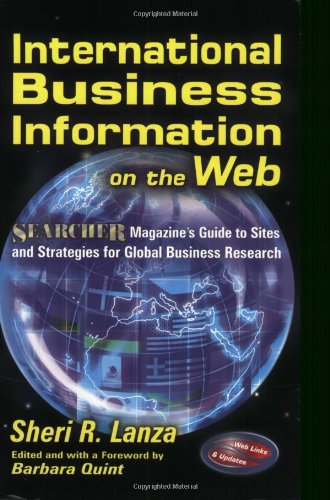 International
Business
Information
on the Web
SEARCHER Magazine's Guide to Sites
and Strategies for Global Business Research
Sheri R. Lanza
Edited and with a Foreword by
Barbara Quint
Web Links
& Updates